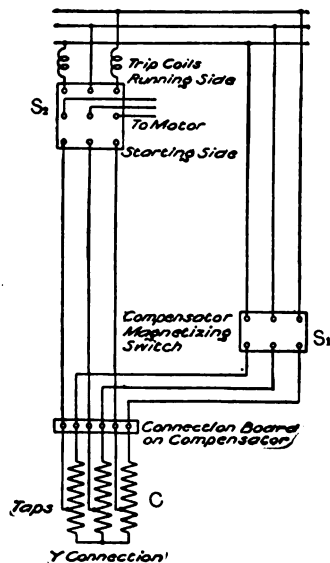 Trip Coils
Running Side
S2
To Motor
Starting Side
Compensator
Magnetizing
Switch
S1
Connection Board
on Compensator
Taps
C
Y Connection